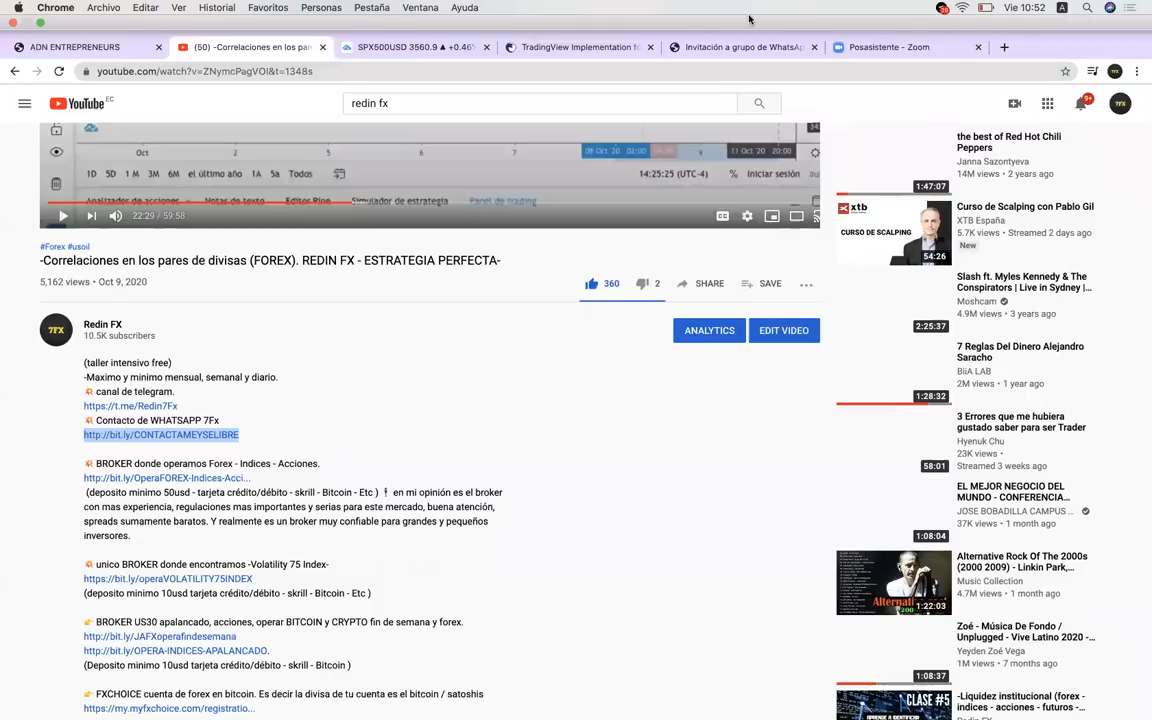 Chrome Archivo Editar Ver Historial Favoritos Personas Pestaña Ventana Ayuda Vie 10:52
ADN ENTREPRENEURS
(50) -Correlaciones en los par
SPX500USD 3560.9 ▲ +0.46%
TradingView Implementation fo
Invitación a grupo de WhatsAp
Posasistente - Zoom
youtube.com/watch?v=ZNymcPagVOI&t=1348s
YouTube EC
redin fx
9+
Oct 2 5 6 7 08 Oct '20 02:00 9 11 Oct '20 20:00
1D 5D 1 M 3M 6M el último año 1A 5a Todos 14:25:25 (UTC-4) % Iniciar sesión
Analizador de acciones Notas de texto Editor Pine Simulador de estrategia Panel de trading
22:29 / 59:58
#Forex #usoil
-Correlaciones en los pares de divisas (FOREX). REDIN FX - ESTRATEGIA PERFECTA-
5,162 views • Oct 9, 2020
360 2 SHARE SAVE
7FX
Redin FX
10.5K subscribers
ANALYTICS EDIT VIDEO
(taller intensivo free)
-Maximo y minimo mensual, semanal y diario.
💥 canal de telegram.
https://t.me/Redin7Fx
💥 Contacto de WHATSAPP 7Fx
http://bit.ly/CONTACTAMEYSELIBRE
💥 BROKER donde operamos Forex - Indices - Acciones.
http://bit.ly/OperaFOREX-Indices-Acci...
(deposito minimo 50usd - tarjeta crédito/débito - skrill - Bitcoin - Etc ) 🕴 en mi opinión es el broker
con mas experiencia, regulaciones mas importantes y serias para este mercado, buena atención,
spreads sumamente baratos. Y realmente es un broker muy confiable para grandes y pequeños
inversores.
💥 unico BROKER donde encontramos -Volatility 75 Index-
https://bit.ly/operaVOLATILITY75INDEX
(deposito minimo 10usd tarjeta crédito/débito - skrill - Bitcoin - Etc )
👉 BROKER US30 apalancado, acciones, operar BITCOIN y CRYPTO fin de semana y forex.
http://bit.ly/JAFXoperafindesemana
http://bit.ly/OPERA-INDICES-APALANCADO.
(Deposito minimo 10usd tarjeta crédito/débito - skrill - Bitcoin )
👉 FXCHOICE cuenta de forex en bitcoin. Es decir la divisa de tu cuenta es el bitcoin / satoshis
https://my.myfxchoice.com/registratio...
the best of Red Hot Chili
Peppers
Janna Sazontyeva
14M views • 2 years ago
1:47:07
xtb
CURSO DE SCALPING
54:26
Curso de Scalping con Pablo Gil
XTB España
5.7K views • Streamed 2 days ago
New
Slash ft. Myles Kennedy & The
Conspirators | Live in Sydney |...
Moshcam
4.9M views • 3 years ago
2:25:37
7 Reglas Del Dinero Alejandro
Saracho
BiiA LAB
2M views • 1 year ago
1:28:32
3 Errores que me hubiera
gustado saber para ser Trader
Hyenuk Chu
23K views •
Streamed 3 weeks ago
58:01
EL MEJOR NEGOCIO DEL
MUNDO - CONFERENCIA...
JOSE BOBADILLA CAMPUS ...
37K views • 1 month ago
1:08:04
Alternative Rock Of The 2000s
(2000 2009) - Linkin Park,...
Music Collection
4.7M views • 1 month ago
1:22:03
Zoé - Música De Fondo /
Unplugged - Vive Latino 2020 -...
Yeyden Zoé Vega
1M views • 7 months ago
1:08:37
CLASE #5
-Liquidez institucional (forex -
indices - acciones - futuros -